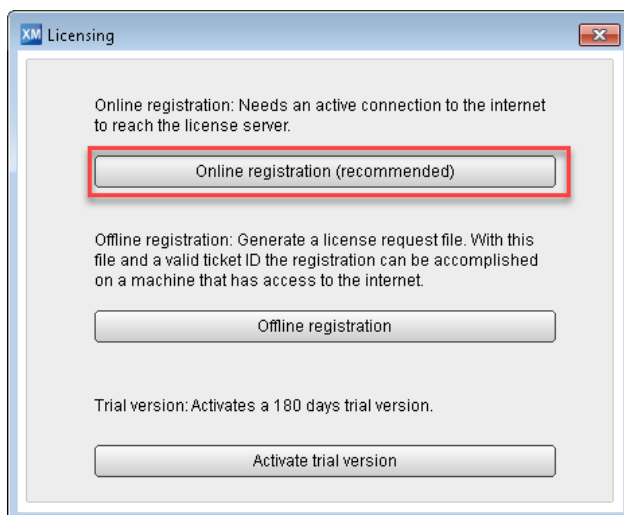 XM Licensing
Online registration: Needs an active connection to the internet
to reach the license server.
Online registration (recommended)
Offline registration: Generate a license request file. With this
file and a valid ticket ID the registration can be accomplished
on a machine that has access to the internet.
Offline registration
Trial version: Activates a 180 days trial version.
Activate trial version